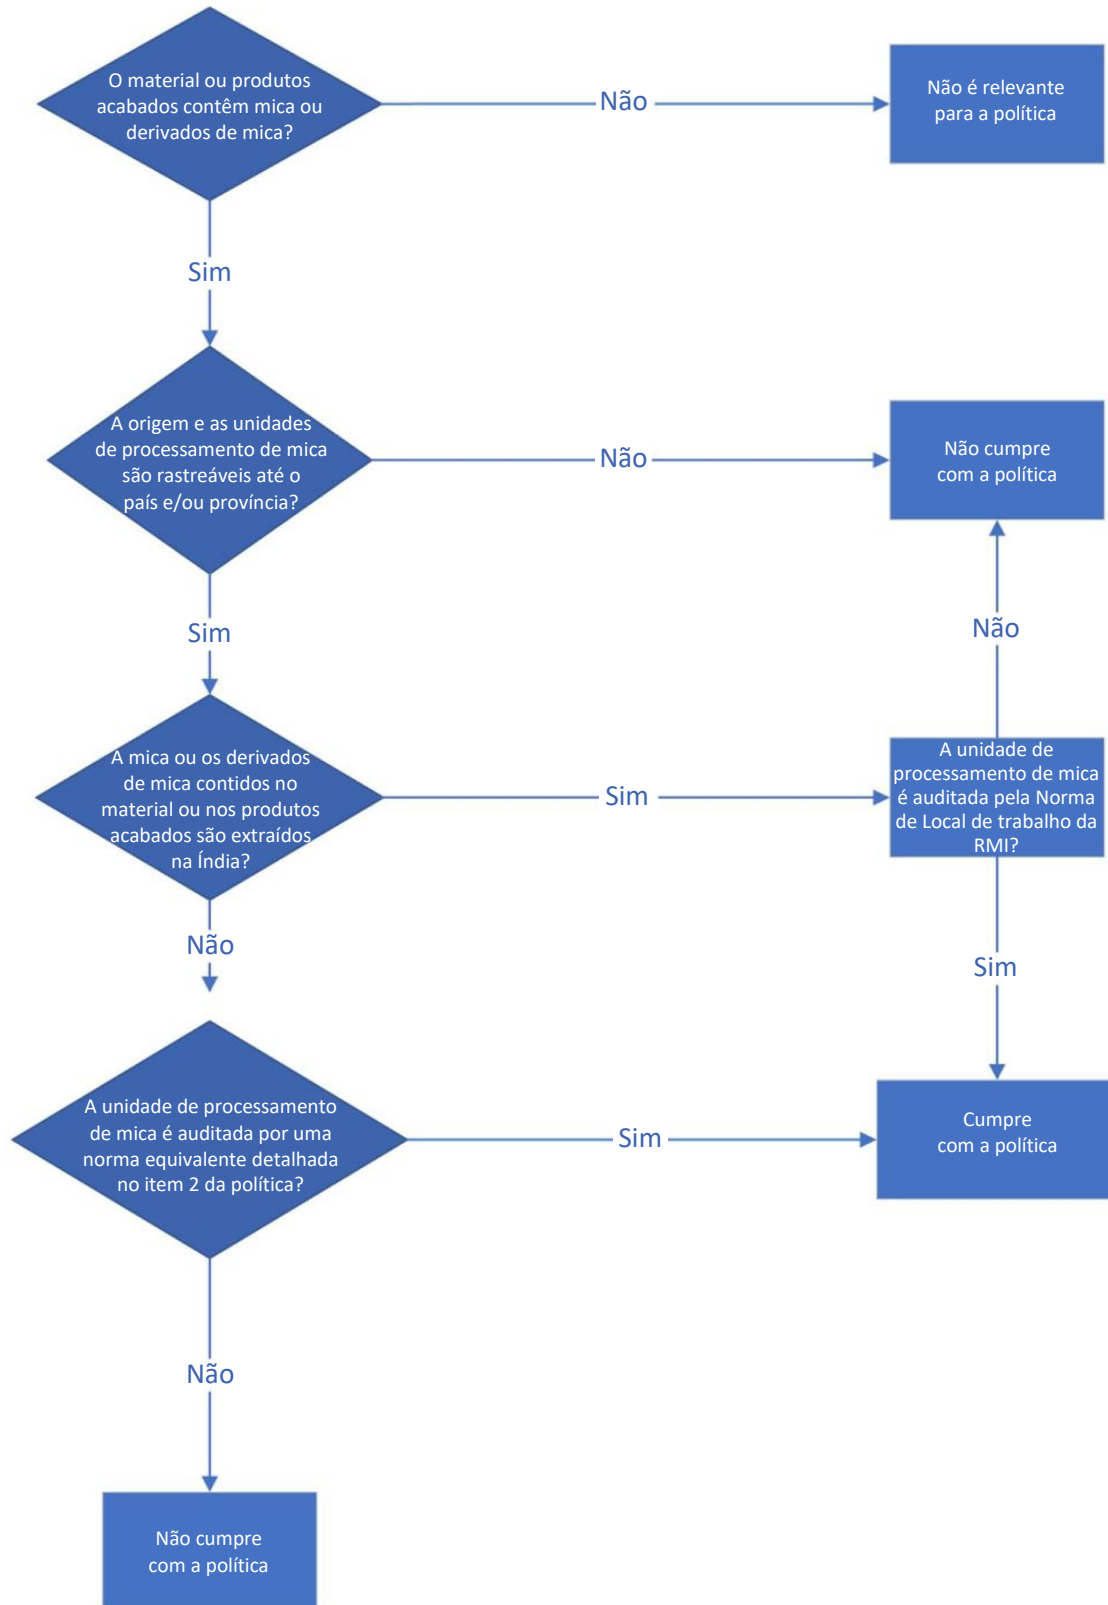 O material ou produtos
acabados contêm mica ou
derivados de mica?
Não
Não é relevante
para a política
Sim
A origem e as unidades
de processamento de mica
são rastreáveis até o
país e/ou província?
Não
Não cumpre
com a política
Sim
Não
A mica ou os derivados
de mica contidos no
material ou nos produtos
acabados são extraídos
na Índia?
Sim
A unidade de
processamento de mica
é auditada pela Norma
de Local de trabalho da
RMI?
Não
Sim
A unidade de processamento
de mica é auditada por uma
norma equivalente detalhada
no item 2 da política?
Sim
Cumpre
com a política
Não
Não cumpre
com a política